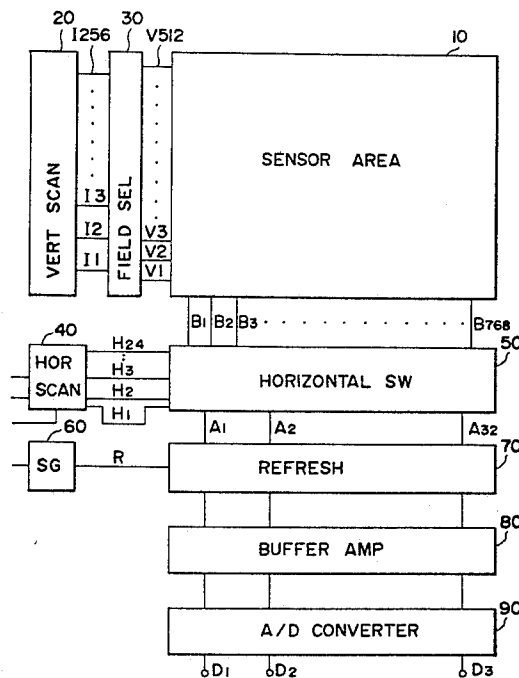 20
I256
30
V512
10
VERT SCAN
FIELD SEL
SENSOR AREA
I3
I2
I1
V3
V2
V1
B1 B2 B3 B768
40
50
HOR
SCAN
H24
H3
H2
H1
HORIZONTAL SW
60
A1 A2 A32
70
SG
R
REFRESH
80
BUFFER AMP
90
A/D CONVERTER
D1 D2 D3